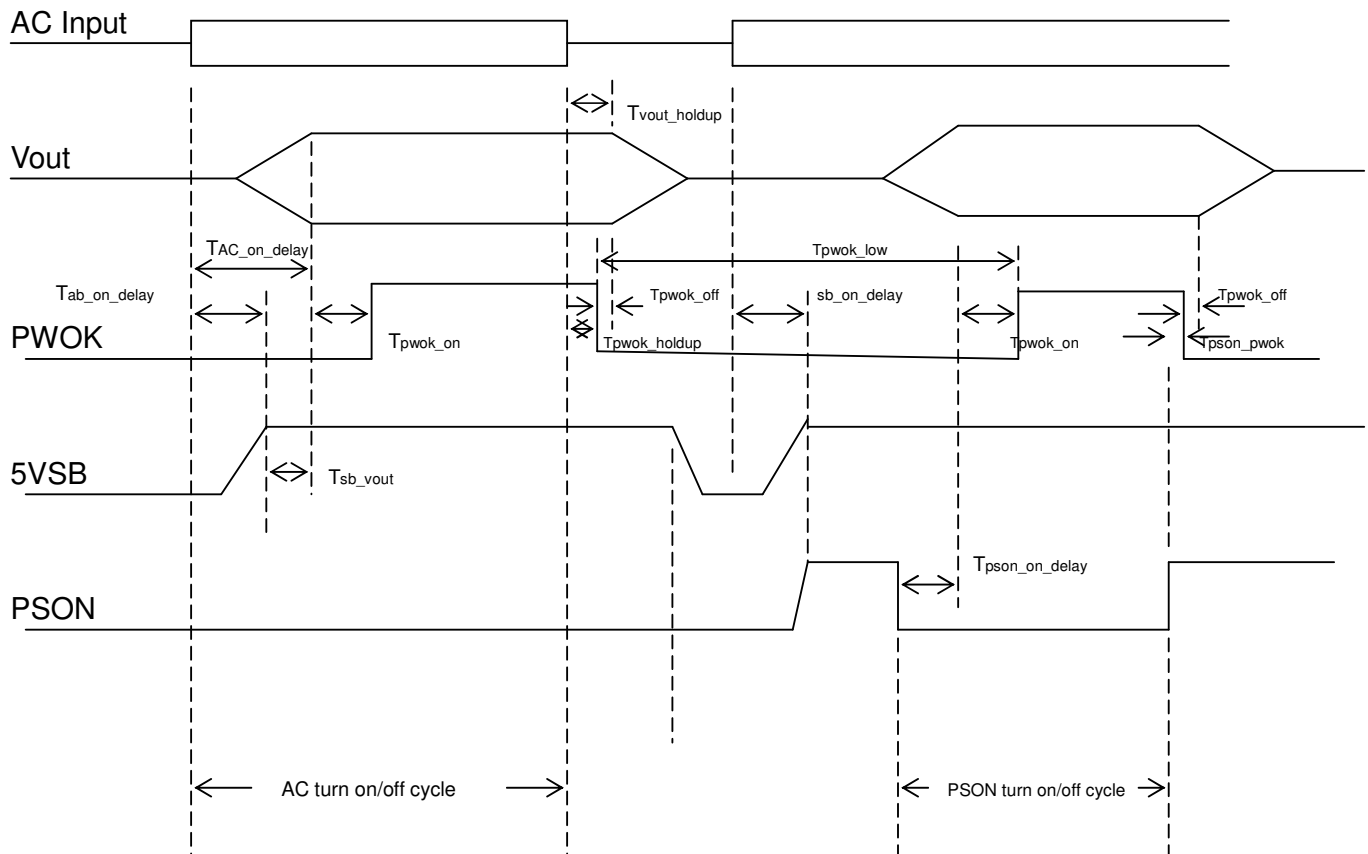 AC Input
Tvout_holdup
Vout
TAC_on_delay
Tpwok_low
Tab_on_delay
Tpwok_off
sb_on_delay
Tpwok_off
PWOK
Tpwok_on
Tpwok_holdup
Tpwok_on
Tpson_pwok
5VSB
Tsb_vout
Tpson_on_delay
PSON
AC turn on/off cycle
PSON turn on/off cycle